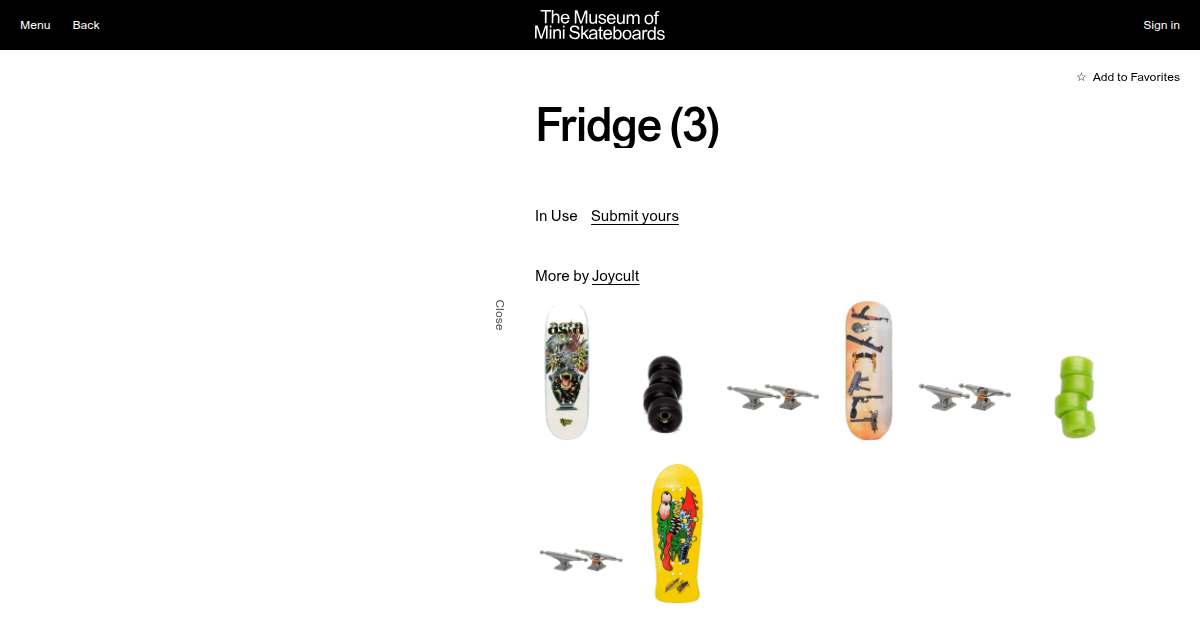 Menu Back
The Museum of
Mini Skateboards
Sign in
☆ Add to Favorites
Fridge (3)
In Use Submit yours
More by Joycult
Close